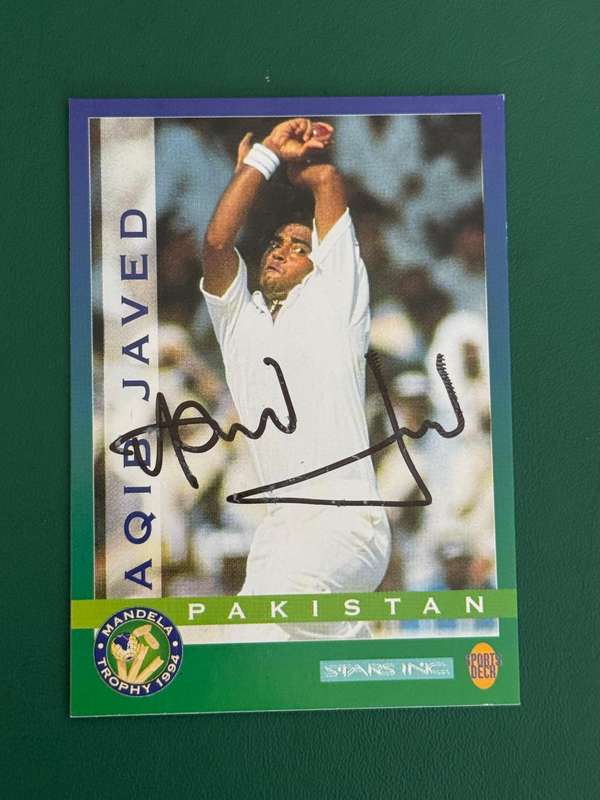 AQIB JAVED
PAKISTAN
MANDELA
TROPHY 1994
STARS INC
SPORTS
DECK